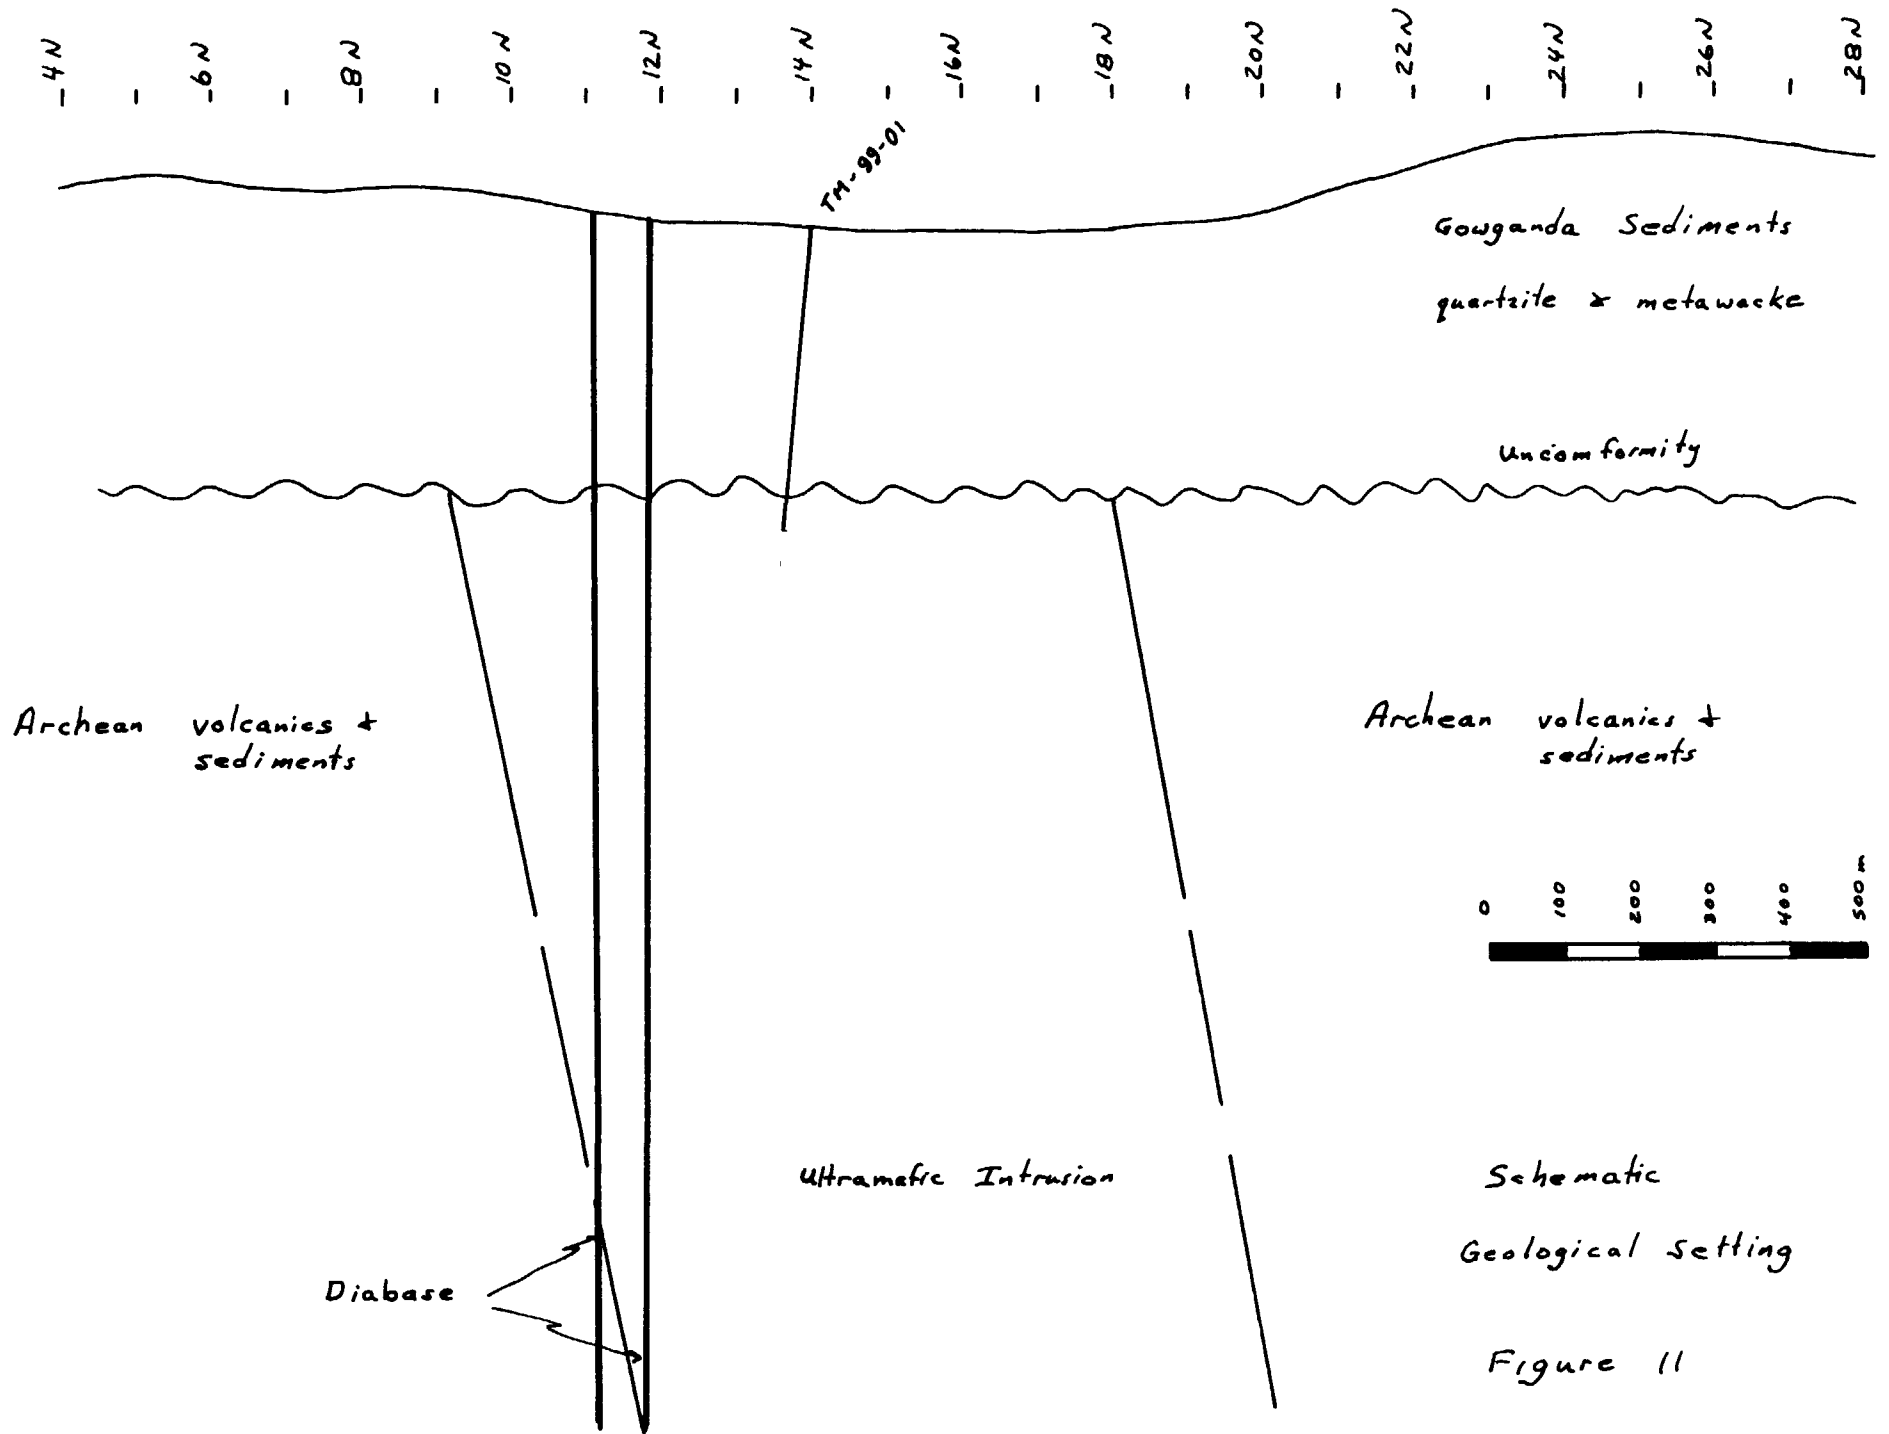 4N 6N 8N 10N 12N 14N 16N 18N 20N 22N 24N 26N 28N
TM-99-01
Gowganda Sediments
quartzite & metawacke
Uncomformity
Archean volcanics &
sediments
Archean volcanics &
sediments
0 100 200 300 400 500 m
Ultramafic Intrusion
Schematic
Geological Setting
Diabase
Figure 11